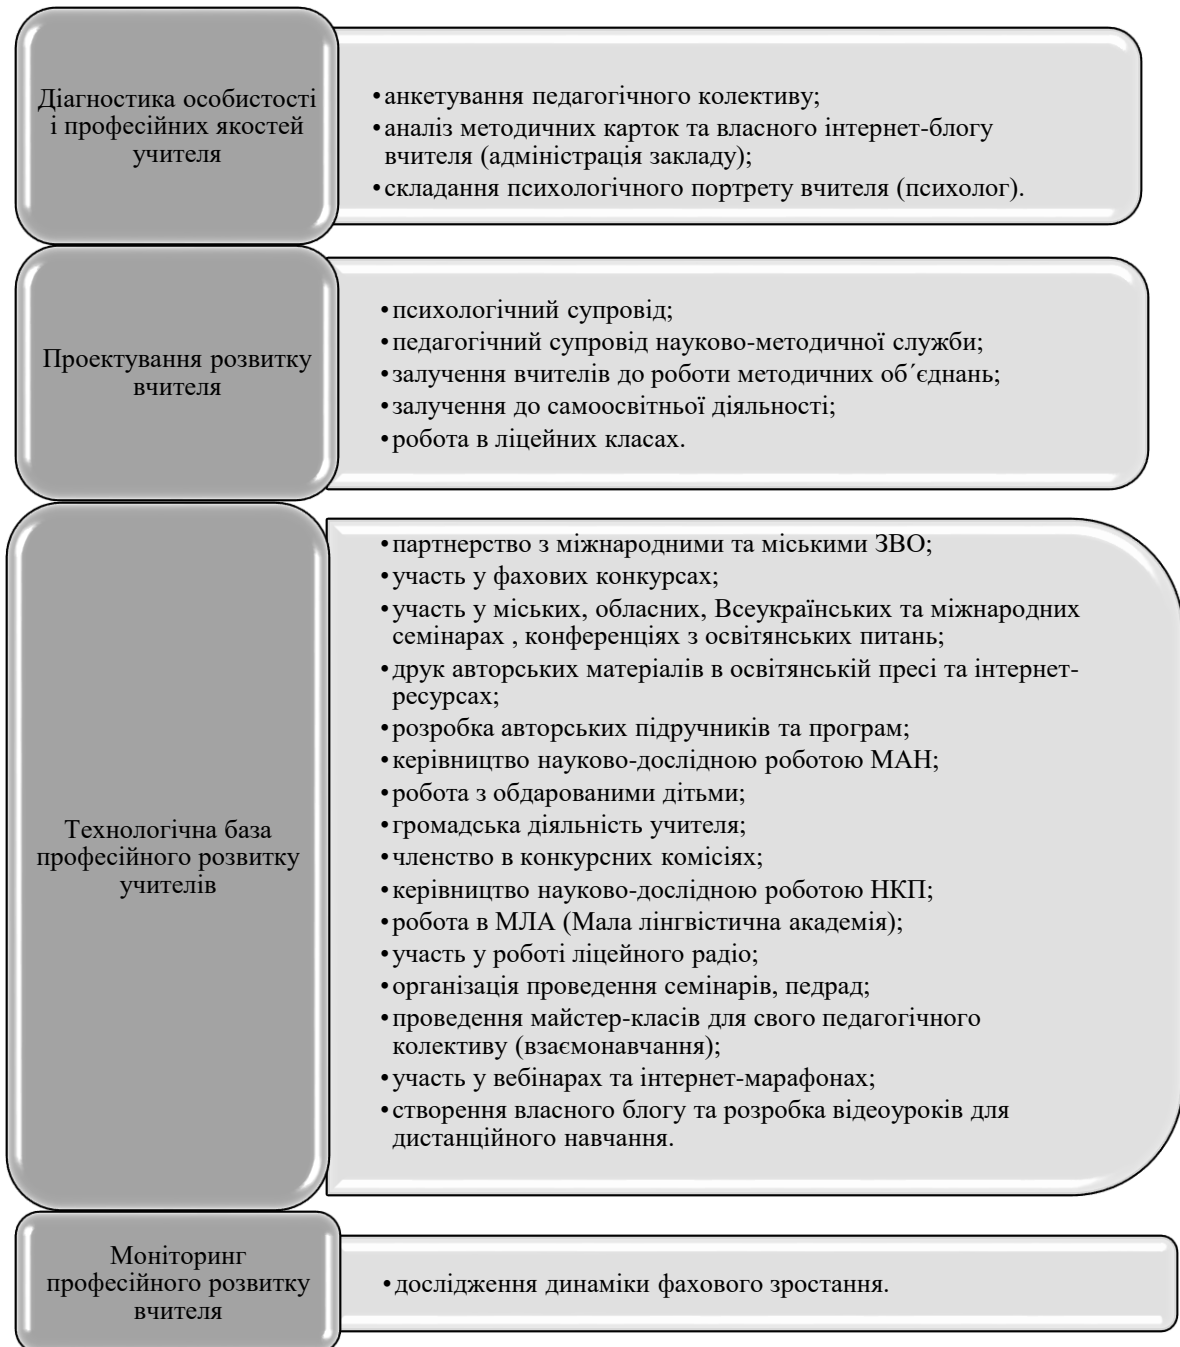 Діагностика особистості
і професійних якостей
учителя
•анкетування педагогічного колективу;
•аналіз методичних карток та власного інтернет-блогу
вчителя (адміністрація закладу);
•складання психологічного портрету вчителя (психолог).
Проектування розвитку
вчителя
•психологічний супровід;
•педагогічний супровід науково-методичної служби;
•залучення вчителів до роботи методичних об´єднань;
•залучення до самоосвітньої діяльності;
•робота в ліцейних класах.
Технологічна база
професійного розвитку
учителів
•партнерство з міжнародними та міськими ЗВО;
•участь у фахових конкурсах;
•участь у міських, обласних, Всеукраїнських та міжнародних
семінарах , конференціях з освітянських питань;
•друк авторських матеріалів в освітянській пресі та інтернет-
ресурсах;
•розробка авторських підручників та програм;
•керівництво науково-дослідною роботою МАН;
•робота з обдарованими дітьми;
•громадська діяльність учителя;
•членство в конкурсних комісіях;
•керівництво науково-дослідною роботою НКП;
•робота в МЛА (Мала лінгвістична академія);
•участь у роботі ліцейного радіо;
•організація проведення семінарів, педрад;
•проведення майстер-класів для свого педагогічного
колективу (взаємонавчання);
•участь у вебінарах та інтернет-марафонах;
•створення власного блогу та розробка відеоуроків для
дистанційного навчання.
Моніторинг
професійного розвитку
вчителя
•дослідження динаміки фахового зростання.